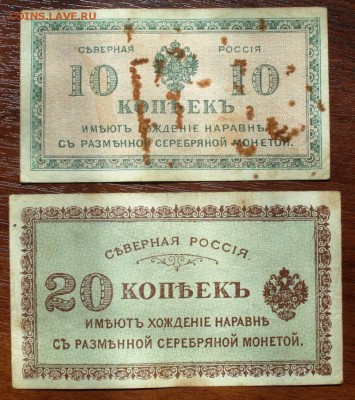 COINS.LAVE.RU
СѢВЕРНАЯ РОССІЯ
10 10
КОПѢЕКЪ
ИМѢЮТЪ ХОЖДЕНІЕ НАРАВНѢ
СЪ РАЗМѢННОЙ СЕРЕБРЯНОЙ МОНЕТОЙ.
СѢВЕРНАЯ РОССІЯ.
20 КОПѢЕКЪ
ИМѢЮТЪ ХОЖДЕНІЕ НАРАВНѢ
СЪ РАЗМѢННОЙ СЕРЕБРЯНОЙ МОНЕТОЙ.